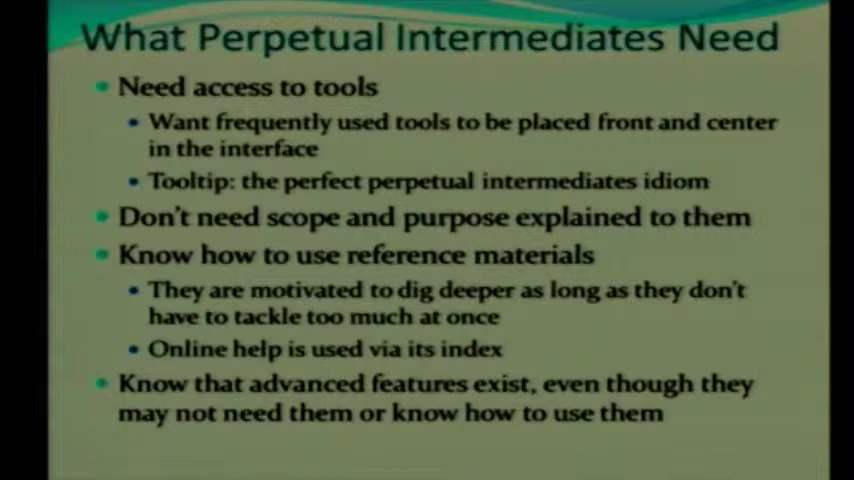 What Perpetual Intermediates Need
Need access to tools
Want frequently used tools to be placed front and center
in the interface
Tooltip: the perfect perpetual intermediates idiom
Don't need scope and purpose explained to them
Know how to use reference materials
They are motivated to dig deeper as long as they don't
have to tackle too much at once
Online help is used via its index
Know that advanced features exist, even though they
may not need them or know how to use them